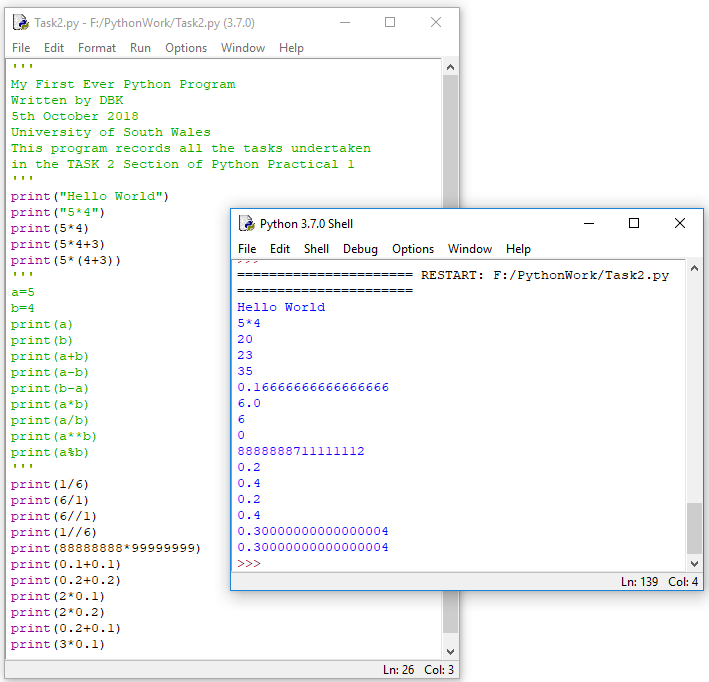 Task2.py - F:/PythonWork/Task2.py (3.7.0)
File Edit Format Run Options Window Help
'''
My First Ever Python Program
Written by DBK
5th October 2018
University of South Wales
This program records all the tasks undertaken
in the TASK 2 Section of Python Practical 1
'''
print("Hello World")
print("5*4")
print(5*4)
print(5*4+3)
print(5*(4+3))
'''
a=5
b=4
print(a)
print(b)
print(a+b)
print(a-b)
print(b-a)
print(a*b)
print(a/b)
print(a**b)
print(a%b)
'''
print(1/6)
print(6/1)
print(6//1)
print(1//6)
print(88888888*99999999)
print(0.1+0.1)
print(0.2+0.2)
print(2*0.1)
print(2*0.2)
print(0.2+0.1)
print(3*0.1)
Ln: 26 Col: 3
Python 3.7.0 Shell
File Edit Shell Debug Options Window Help
>>>
====================== RESTART: F:/PythonWork/Task2.py
======================
Hello World
5*4
20
23
35
0.16666666666666666
6.0
6
0
8888888711111112
0.2
0.4
0.2
0.4
0.30000000000000004
0.30000000000000004
>>>
Ln: 139 Col: 4